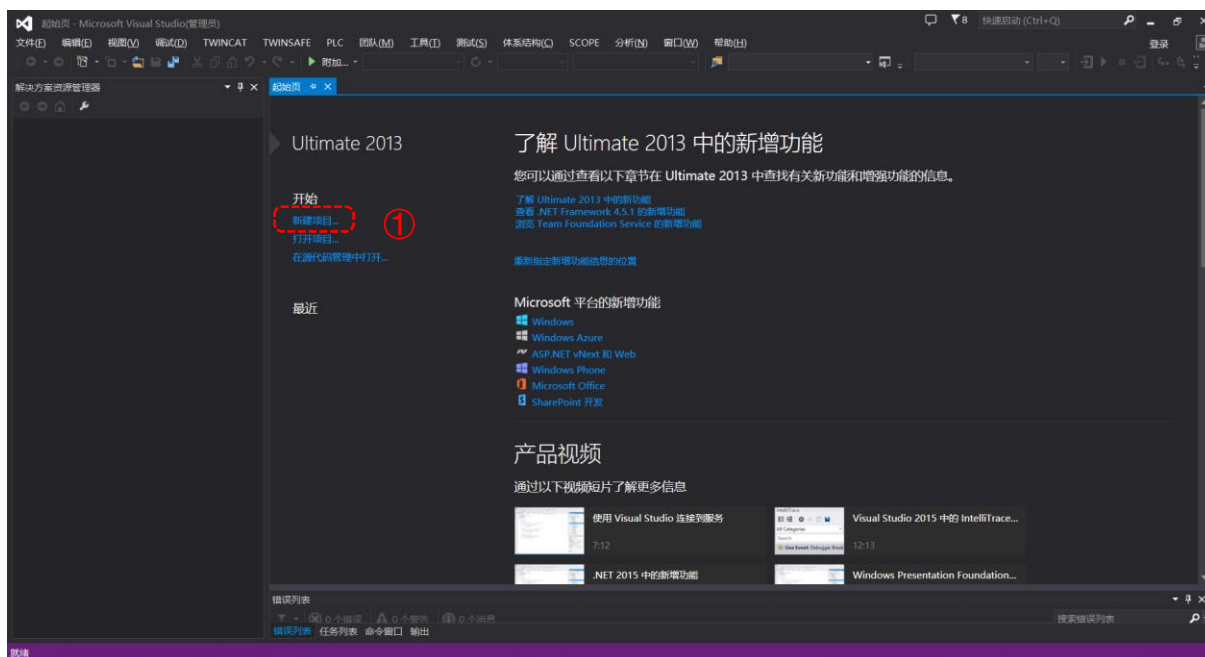 起始页 - Microsoft Visual Studio(管理员)
8
快速启动 (Ctrl+Q)
文件(F) 编辑(E) 视图(V) 调试(D) TWINCAT TWINSAFE PLC 团队(M) 工具(T) 测试(S) 体系结构(C) SCOPE 分析(N) 窗口(W) 帮助(H)
登录
附加...
解决方案资源管理器
起始页
Ultimate 2013
了解 Ultimate 2013 中的新增功能
您可以通过查看以下章节在 Ultimate 2013 中查找有关新功能和增强功能的信息。
开始
了解 Ultimate 2013 中的新功能
查看 .NET Framework 4.5.1 的新增功能
浏览 Team Foundation Service 的新增功能
新建项目...
①
打开项目...
在源代码管理中打开...
重新指定新增功能信息的位置
最近
Microsoft 平台的新增功能
Windows
Windows Azure
ASP.NET vNext 和 Web
Windows Phone
Microsoft Office
SharePoint 开发
产品视频
通过以下视频短片了解更多信息
使用 Visual Studio 连接到服务
7:12
Visual Studio 2015 中的 IntelliTrace...
12:13
.NET 2015 中的新增功能
Windows Presentation Foundation...
错误列表
0 个错误 0 个警告 0 个消息
搜索错误列表
错误列表 任务列表 命令窗口 输出
就绪